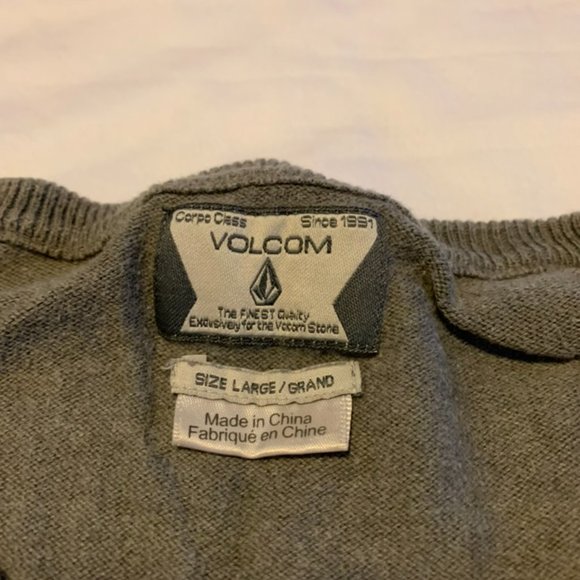 Corpo Class Since 1991
VOLCOM
The FINEST Quality
Exclusively for the Volcom Stone
SIZE LARGE / GRAND
Made in China
Fabriqué en Chine